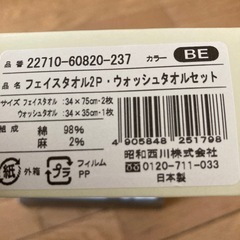 品番 22710-60820-237 カラー BE
品名 フェイスタオル2P・ウォッシュタオルセット
サイズ フェイスタオル:34×75cm-2枚
ウォッシュタオル:34×35cm-1枚
組成 綿 98%
麻 2%
4 905848 251798
紙 外箱
プラ フィルム PP
昭和西川株式会社
0120-711-033
日本製